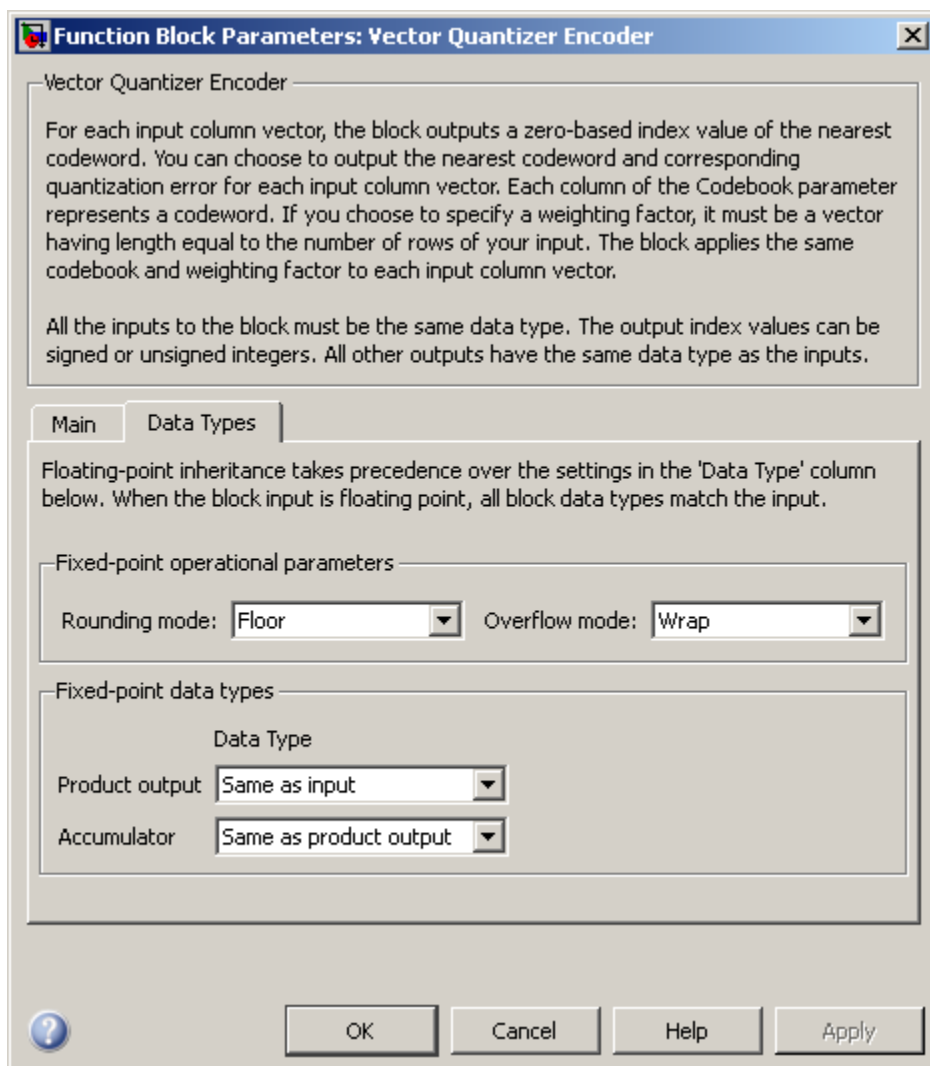 Function Block Parameters: Vector Quantizer Encoder
Vector Quantizer Encoder
For each input column vector, the block outputs a zero-based index value of the nearest
codeword. You can choose to output the nearest codeword and corresponding
quantization error for each input column vector. Each column of the Codebook parameter
represents a codeword. If you choose to specify a weighting factor, it must be a vector
having length equal to the number of rows of your input. The block applies the same
codebook and weighting factor to each input column vector.
All the inputs to the block must be the same data type. The output index values can be
signed or unsigned integers. All other outputs have the same data type as the inputs.
Main Data Types
Floating-point inheritance takes precedence over the settings in the 'Data Type' column
below. When the block input is floating point, all block data types match the input.
Fixed-point operational parameters
Rounding mode: Floor Overflow mode: Wrap
Fixed-point data types
Data Type
Product output Same as input
Accumulator Same as product output
? OK Cancel Help Apply